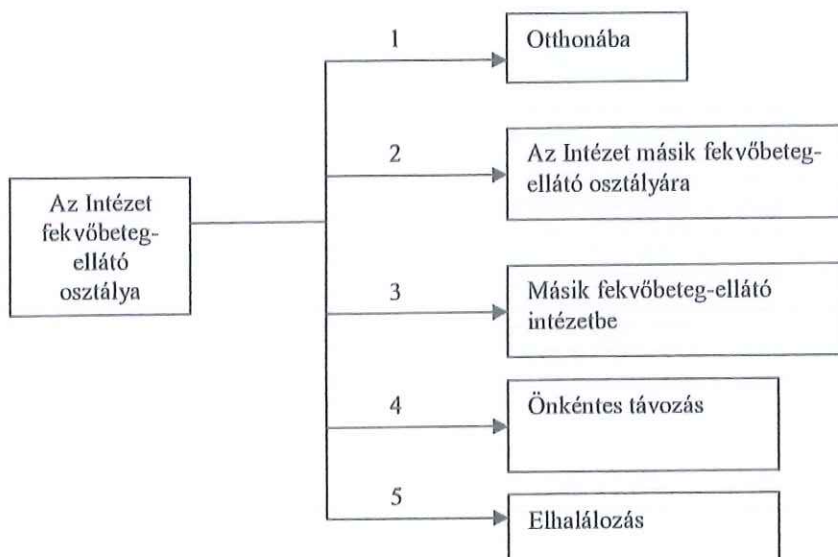 1
Otthonába
2
Az Intézet másik fekvőbeteg-
ellátó osztályára
Az Intézet
fekvőbeteg-
ellátó
osztálya
3
Másik fekvőbeteg-ellátó
intézetbe
4
Önkéntes távozás
5
Elhalálozás